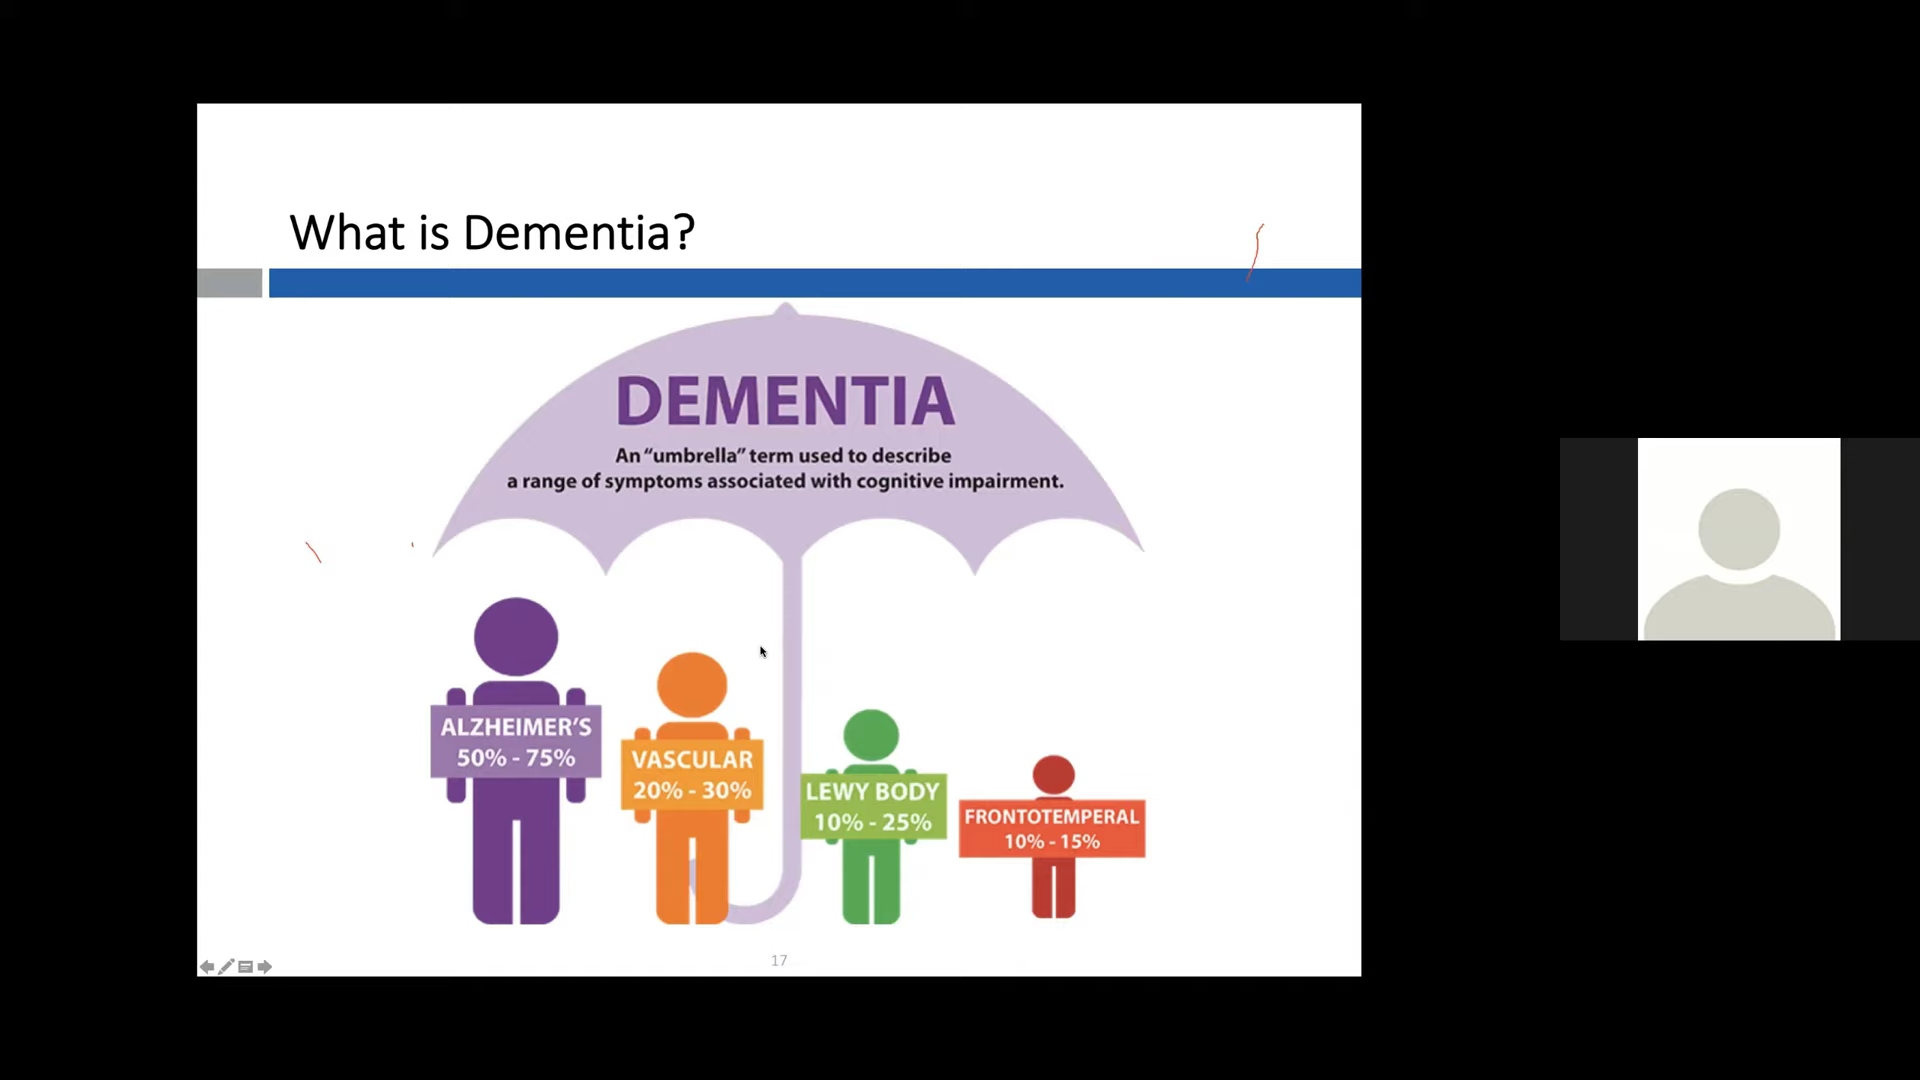 What is Dementia?
DEMENTIA
An “umbrella” term used to describe
a range of symptoms associated with cognitive impairment.
ALZHEIMER’S
50% - 75%
VASCULAR
20% - 30%
LEWY BODY
10% - 25%
FRONTOTEMPERAL
10% - 15%
17